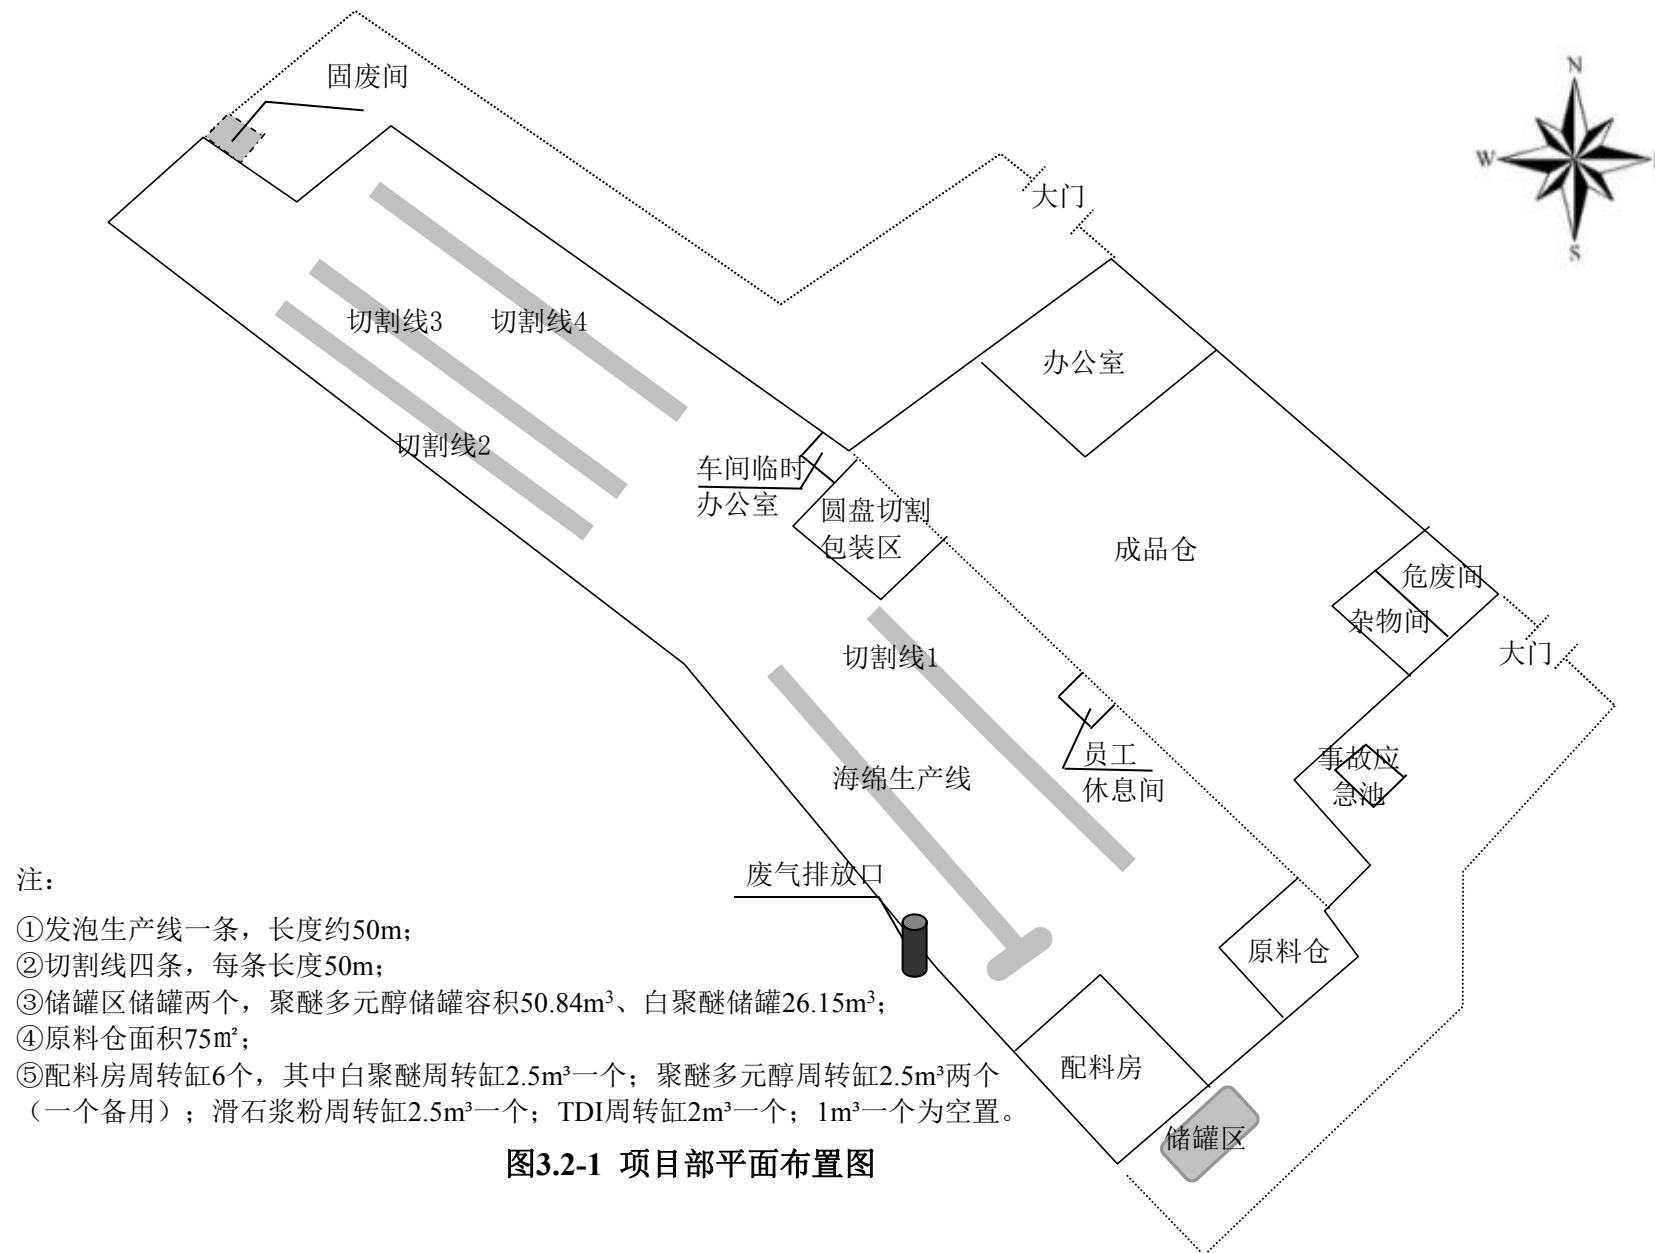 固废间
N
W
S
大门
切割线3
切割线4
办公室
切割线2
车间临时
办公室
圆盘切割
包装区
成品仓
危废间
杂物间
大门
切割线1
员工
休息间
事故应
急池
海绵生产线
废气排放口
原料仓
配料房
储罐区
注：
①发泡生产线一条，长度约50m；
②切割线四条，每条长度50m；
③储罐区储罐两个，聚醚多元醇储罐容积50.84m³、白聚醚储罐26.15m³；
④原料仓面积75㎡；
⑤配料房周转缸6个，其中白聚醚周转缸2.5m³一个；聚醚多元醇周转缸2.5m³两个
（一个备用）；滑石浆粉周转缸2.5m³一个；TDI周转缸2m³一个；1m³一个为空置。
图3.2-1 项目部平面布置图